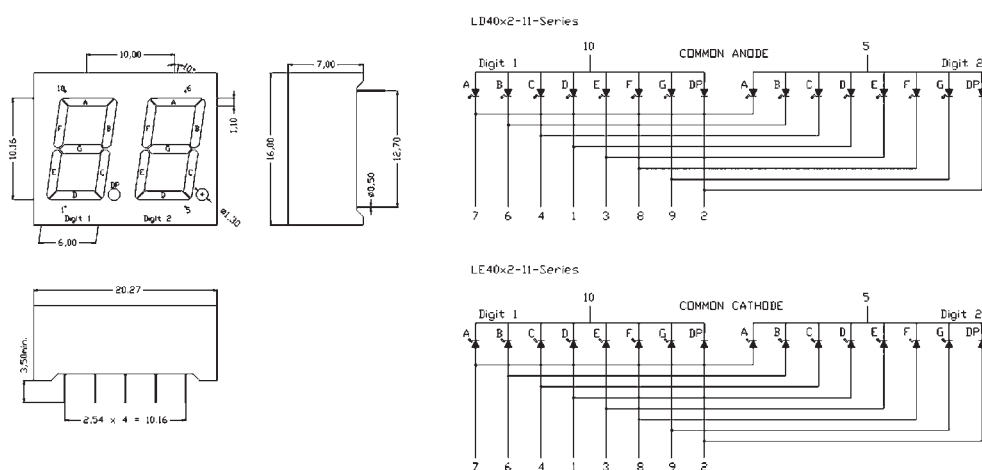 10,00
10°
10
6
A
A
F
B
F
B
G
G
E
C
E
C
D
DP
D
1
5
Digit 1
Digit 2
10,16
1,10
ø1,30
6,00
7,00
16,00
12,70
ø0,50
20,27
3,50min.
2,54 x 4 = 10,16
LD40x2-11-Series
10
COMMON ANODE
5
Digit 1
Digit 2
A B C D E F G DP A B C D E F G DP
7 6 4 1 3 8 9 2
LE40x2-11-Series
10
COMMON CATHODE
5
Digit 1
Digit 2
A B C D E F G DP A B C D E F G DP
7 6 4 1 3 8 9 2